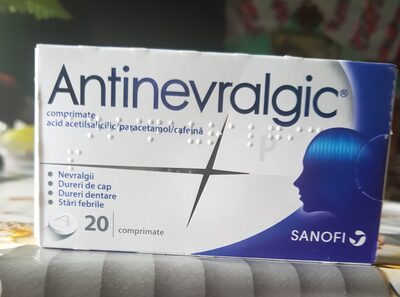 Antinevralgic®
comprimate
acid acetilsalicilic/paracetamol/cafeină
P
• Nevralgii
• Dureri de cap
• Dureri dentare
• Stări febrile
20 comprimate
SANOFI